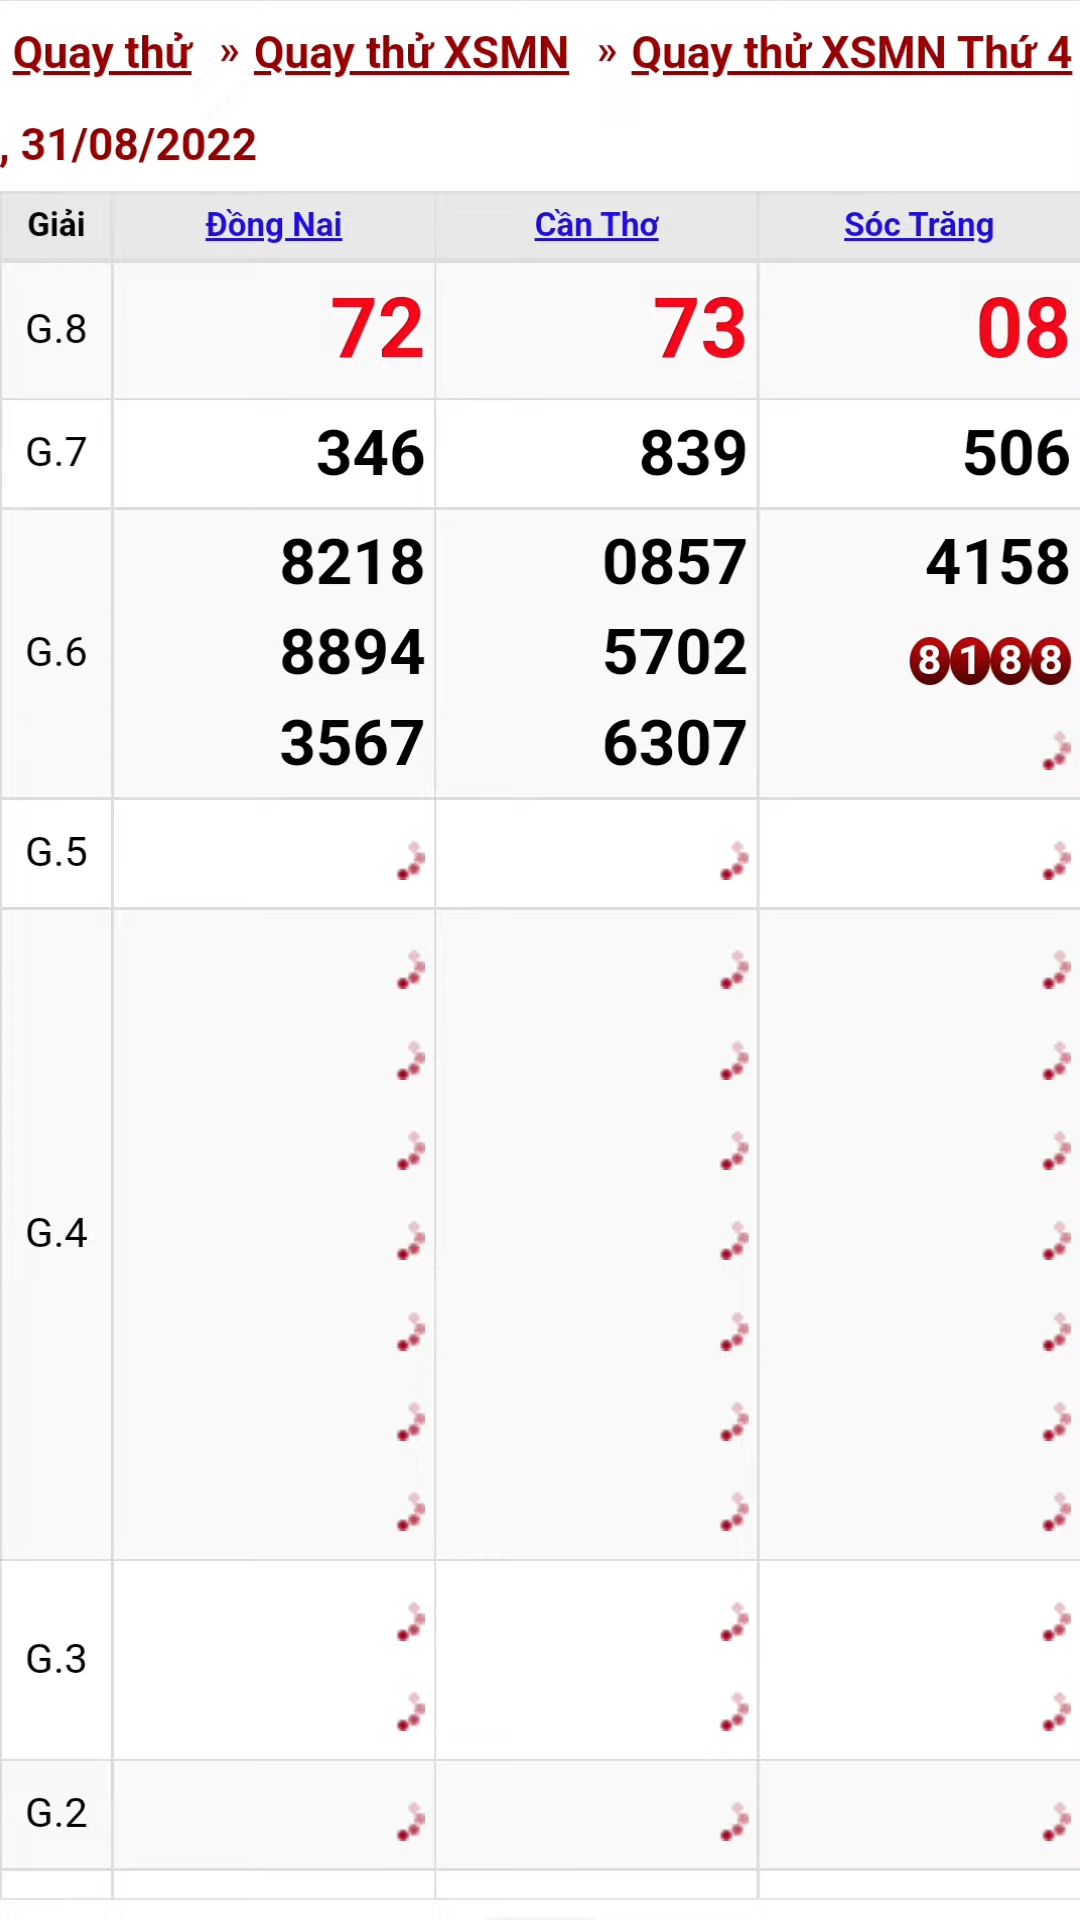 Quay thử » Quay thử XSMN » Quay thử XSMN Thứ 4
, 31/08/2022
Giải Đồng Nai Cần Thơ Sóc Trăng
G.8 72 73 08
G.7 346 839 506
G.6 8218 0857 4158
8894 5702 8188
3567 6307
G.5
G.4
G.3
G.2